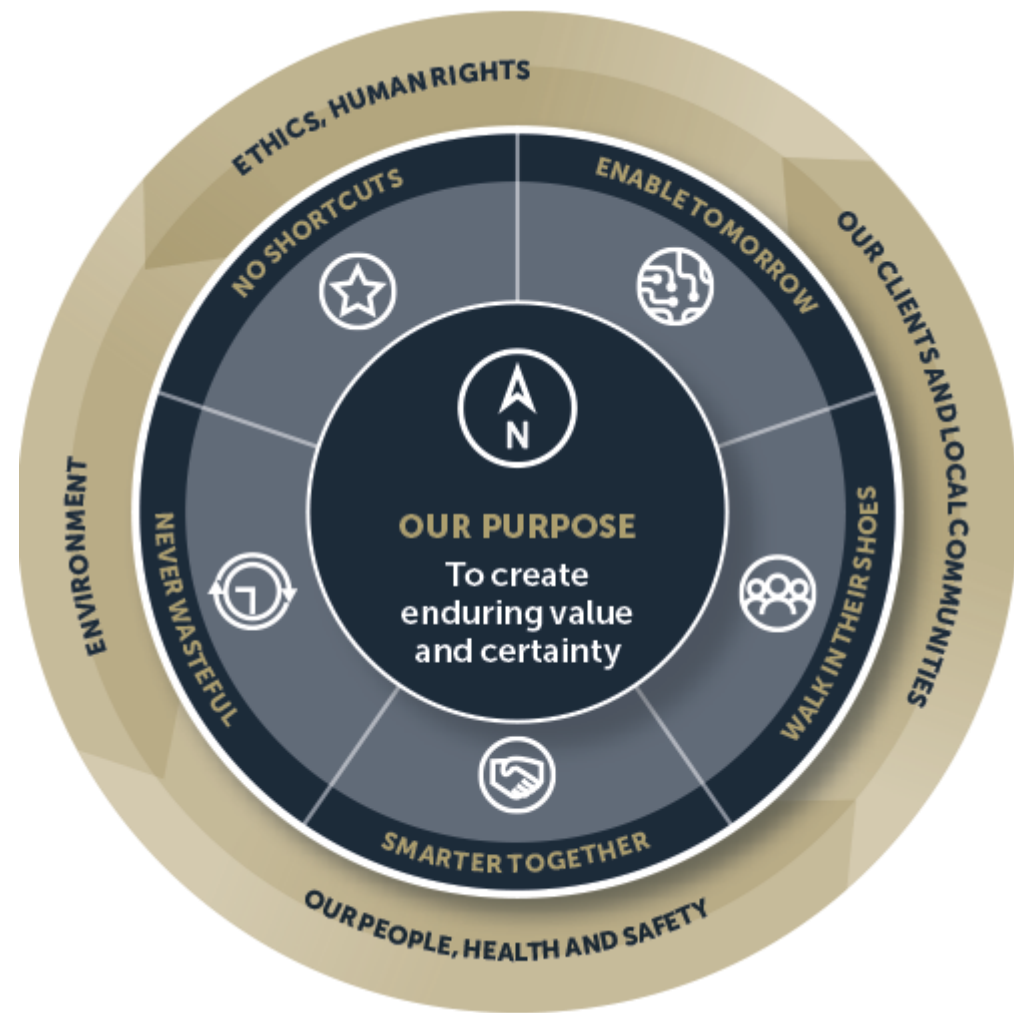 ETHICS, HUMAN RIGHTS
OUR CLIENTS AND LOCAL COMMUNITIES
OUR PEOPLE, HEALTH AND SAFETY
ENVIRONMENT
NO SHORTCUTS
ENABLE TOMORROW
WALK IN THEIR SHOES
SMARTER TOGETHER
NEVER WASTEFUL
N
OUR PURPOSE
To create
enduring value
and certainty